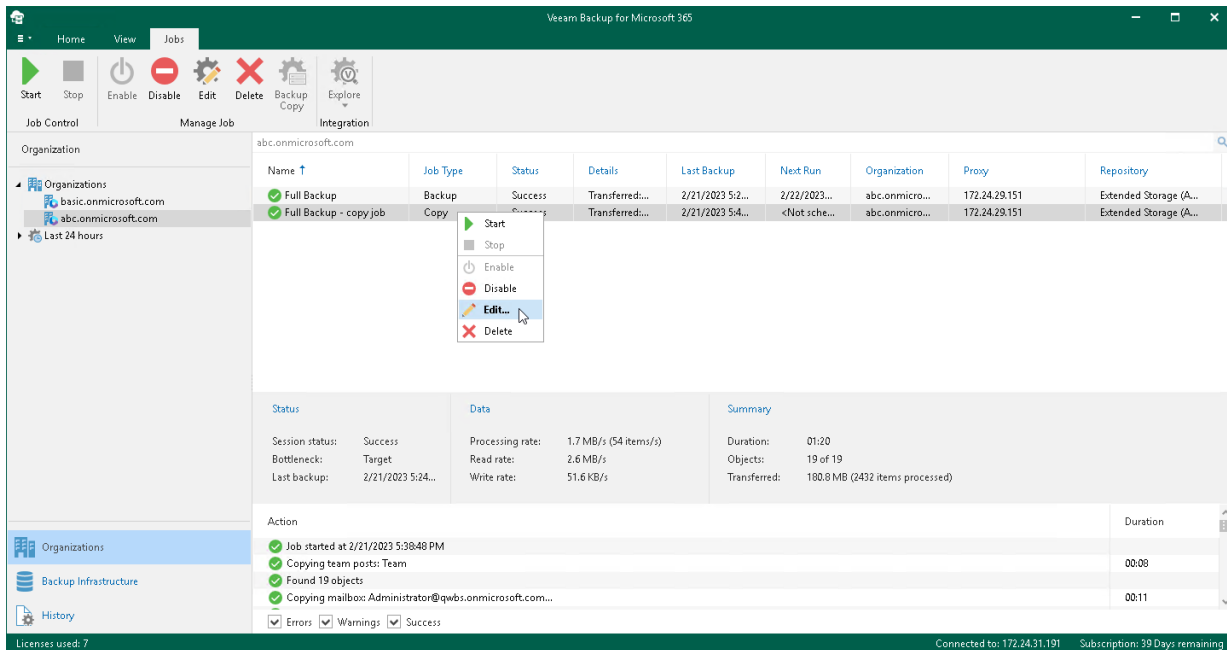 Veeam Backup for Microsoft 365
Home View Jobs
Start Stop Enable Disable Edit Delete Backup Copy Explore
Job Control Manage Job Integration
Organization
Organizations
basic.onmicrosoft.com
abc.onmicrosoft.com
Last 24 hours
abc.onmicrosoft.com
Name Job Type Status Details Last Backup Next Run Organization Proxy Repository
Full Backup Backup Success Transferred:... 2/21/2023 5:2... 2/22/2023... abc.onmicro... 172.24.29.151 Extended Storage (A...
Full Backup - copy job Copy Success Transferred:... 2/21/2023 5:4... <Not sche... abc.onmicro... 172.24.29.151 Extended Storage (A...
Start
Stop
Enable
Disable
Edit...
Delete
Status Data Summary
Session status: Success Processing rate: 1.7 MB/s (54 items/s) Duration: 01:20
Bottleneck: Target Read rate: 2.6 MB/s Objects: 19 of 19
Last backup: 2/21/2023 5:24... Write rate: 51.6 KB/s Transferred: 180.8 MB (2432 items processed)
Action Duration
Job started at 2/21/2023 5:38:48 PM
Copying team posts: Team 00:08
Found 19 objects
Copying mailbox: Administrator@qwbs.onmicrosoft.com... 00:11
Errors Warnings Success
Organizations
Backup Infrastructure
History
Licenses used: 7 Connected to: 172.24.31.191 Subscription: 39 Days remaining